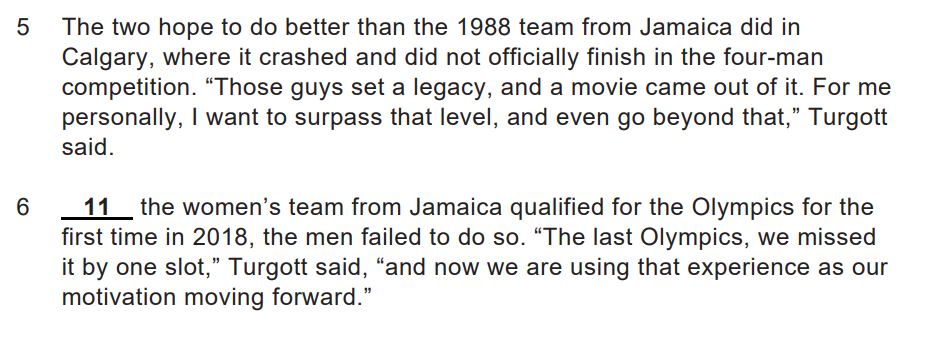 5 The two hope to do better than the 1988 team from Jamaica did in
Calgary, where it crashed and did not officially finish in the four-man
competition. “Those guys set a legacy, and a movie came out of it. For me
personally, I want to surpass that level, and even go beyond that,” Turgott
said.
6 11 the women’s team from Jamaica qualified for the Olympics for the
first time in 2018, the men failed to do so. “The last Olympics, we missed
it by one slot,” Turgott said, “and now we are using that experience as our
motivation moving forward.”